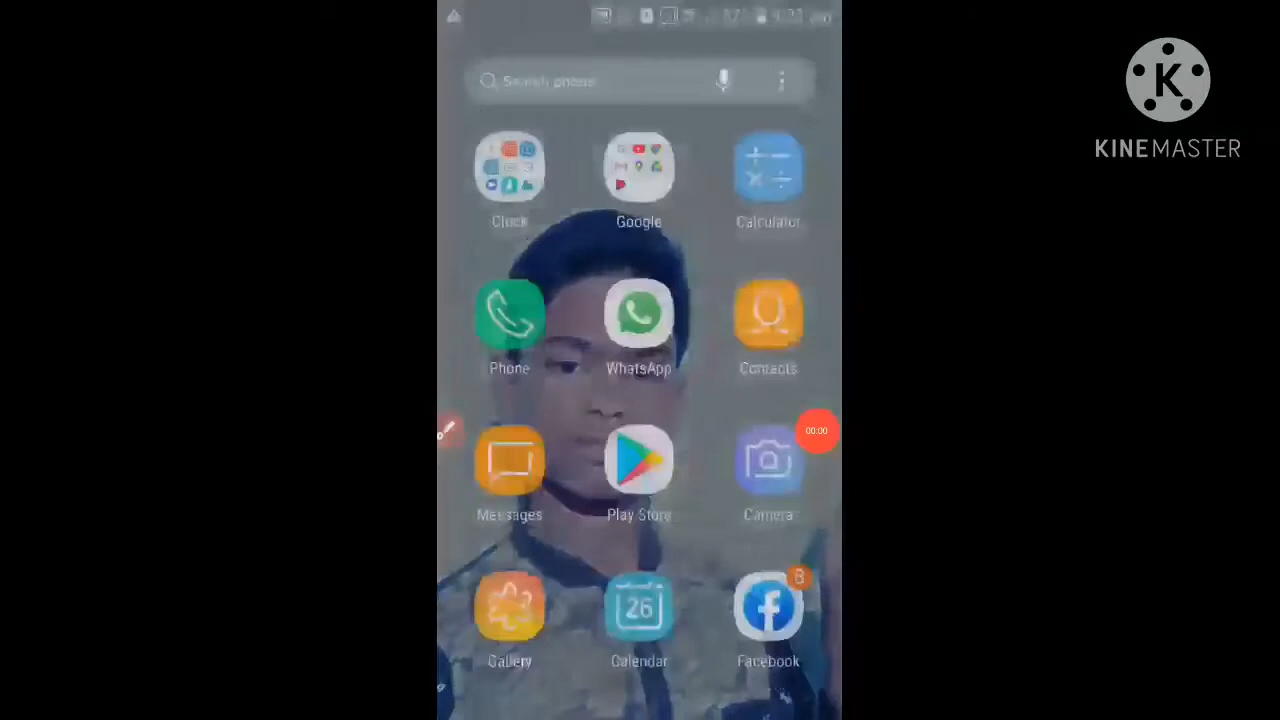 Search phone
K
KINEMASTER
Clock
Google
Calculator
Phone
WhatsApp
Contacts
00:00
Messages
Play Store
Camera
8
26
Gallery
Calendar
Facebook